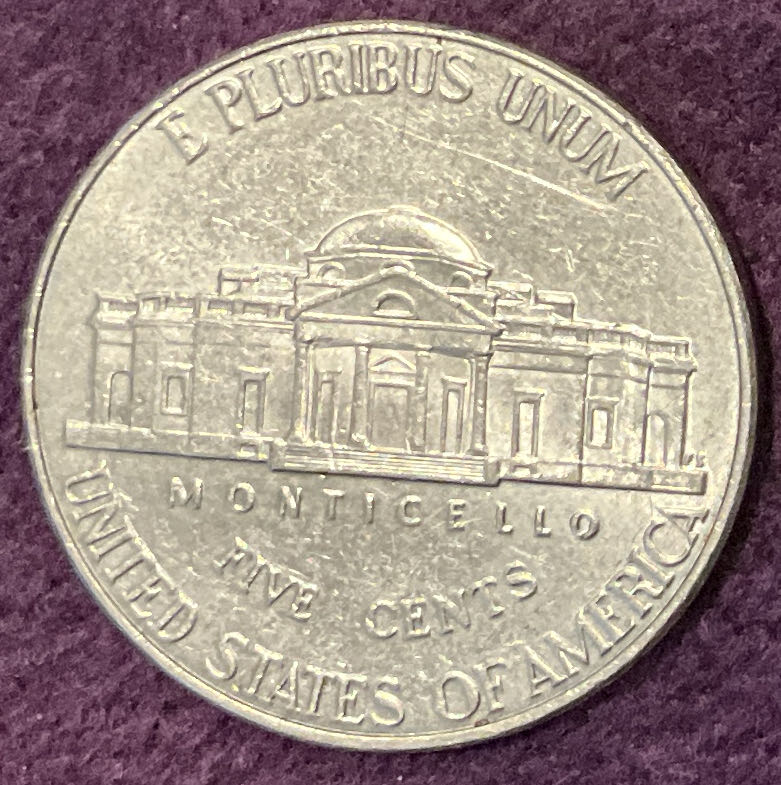 E PLURIBUS UNUM
MONTICELLO
FIVE CENTS
UNITED STATES OF AMERICA